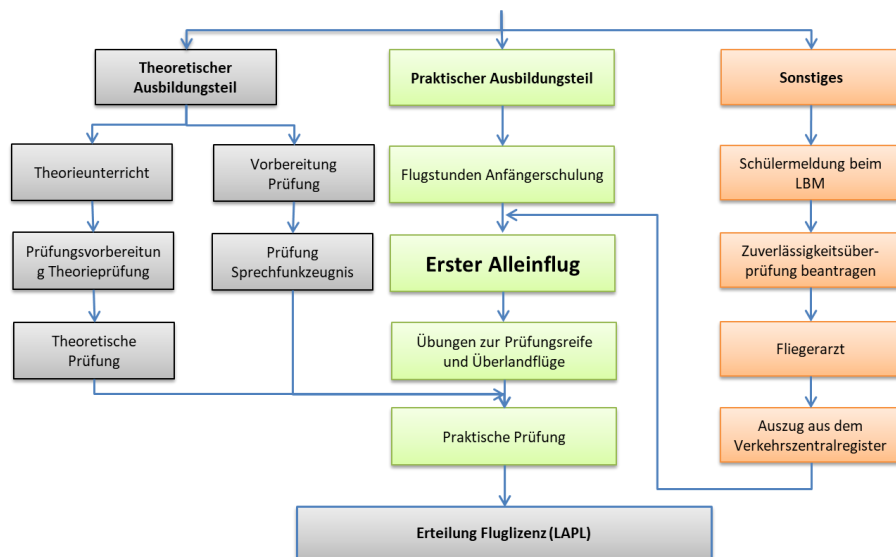 Theoretischer
Ausbildungsteil
Praktischer Ausbildungsteil
Sonstiges
Theorieunterricht
Vorbereitung
Prüfung
Flugstunden Anfängerschulung
Schülermeldung beim
LBM
Prüfungsvorbereitun
g Theorieprüfung
Prüfung
Sprechfunkzeugnis
Erster Alleinflug
Zuverlässigkeitsüber-
prüfung beantragen
Theoretische
Prüfung
Übungen zur Prüfungsreife
und Überlandflüge
Fliegerarzt
Praktische Prüfung
Auszug aus dem
Verkehrszentralregister
Erteilung Fluglizenz (LAPL)